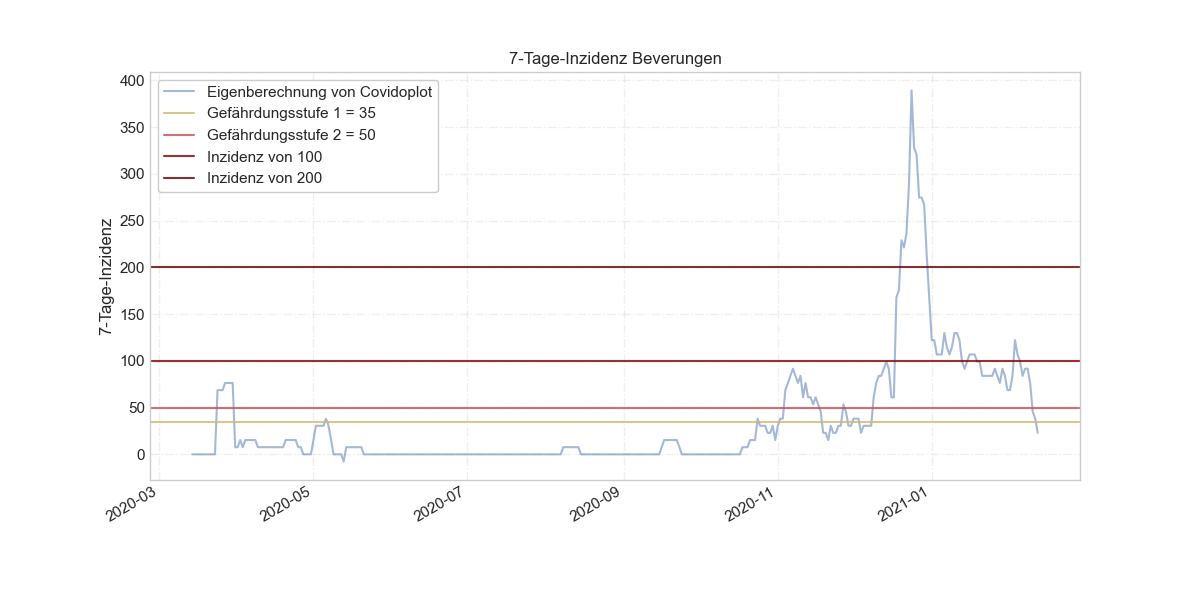 7-Tage-Inzidenz Beverungen
Eigenberechnung von Covidoplot
Gefährdungsstufe 1 = 35
Gefährdungsstufe 2 = 50
Inzidenz von 100
Inzidenz von 200
7-Tage-Inzidenz
400
350
300
250
200
150
100
50
0
2020-03
2020-05
2020-07
2020-09
2020-11
2021-01